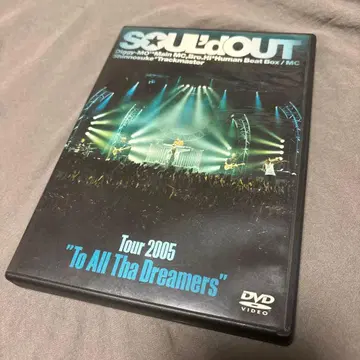 SOUL'dOUT
Diggy-MO'"Main MC,Bro.Hi"Human Beat Box / MC
Shinnosuke"Trackmaster
Tour 2005
"To All Tha Dreamers"
DVD
VIDEO